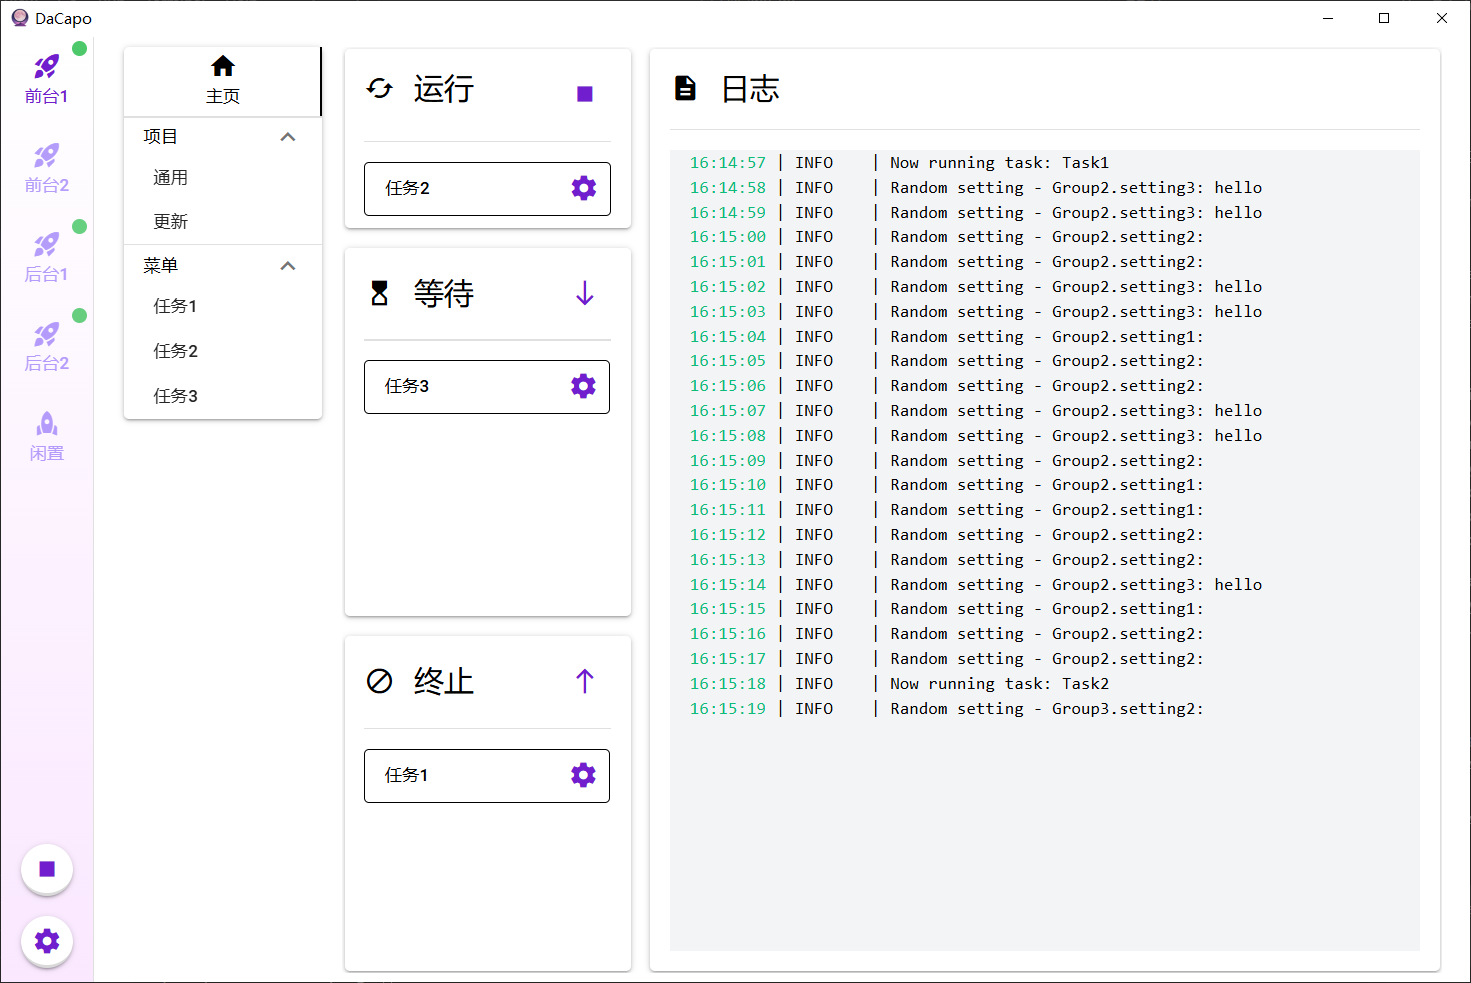 DaCapo
前台1
前台2
后台1
后台2
闲置
主页
项目
通用
更新
菜单
任务1
任务2
任务3
运行
任务2
等待
任务3
终止
任务1
日志
16:14:57 | INFO     | Now running task: Task1
16:14:58 | INFO     | Random setting - Group2.setting3: hello
16:14:59 | INFO     | Random setting - Group2.setting3: hello
16:15:00 | INFO     | Random setting - Group2.setting2:
16:15:01 | INFO     | Random setting - Group2.setting2:
16:15:02 | INFO     | Random setting - Group2.setting3: hello
16:15:03 | INFO     | Random setting - Group2.setting3: hello
16:15:04 | INFO     | Random setting - Group2.setting1:
16:15:05 | INFO     | Random setting - Group2.setting2:
16:15:06 | INFO     | Random setting - Group2.setting2:
16:15:07 | INFO     | Random setting - Group2.setting3: hello
16:15:08 | INFO     | Random setting - Group2.setting3: hello
16:15:09 | INFO     | Random setting - Group2.setting2:
16:15:10 | INFO     | Random setting - Group2.setting1:
16:15:11 | INFO     | Random setting - Group2.setting1:
16:15:12 | INFO     | Random setting - Group2.setting2:
16:15:13 | INFO     | Random setting - Group2.setting2:
16:15:14 | INFO     | Random setting - Group2.setting3: hello
16:15:15 | INFO     | Random setting - Group2.setting1:
16:15:16 | INFO     | Random setting - Group2.setting2:
16:15:17 | INFO     | Random setting - Group2.setting2:
16:15:18 | INFO     | Now running task: Task2
16:15:19 | INFO     | Random setting - Group3.setting2: